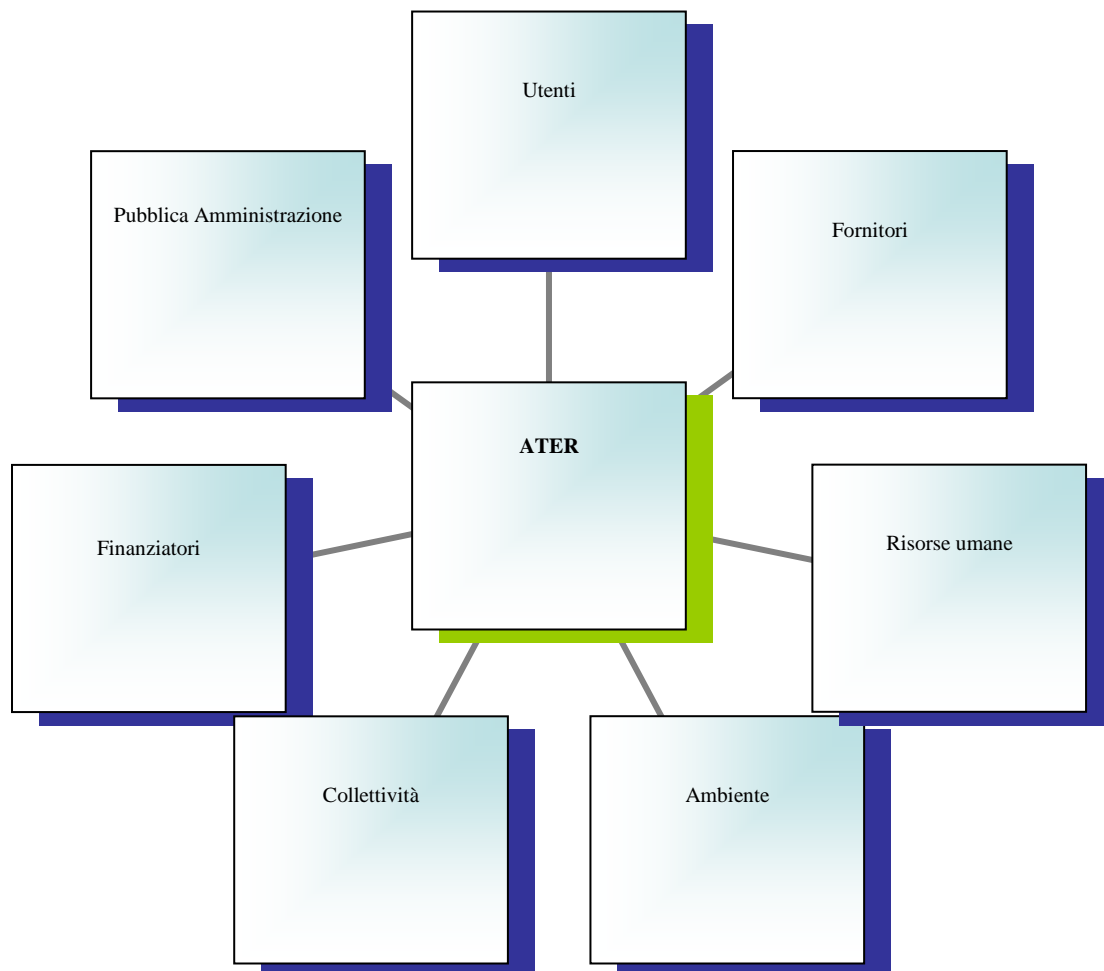 Utenti
Pubblica Amministrazione
Fornitori
ATER
Finanziatori
Risorse umane
Collettività
Ambiente